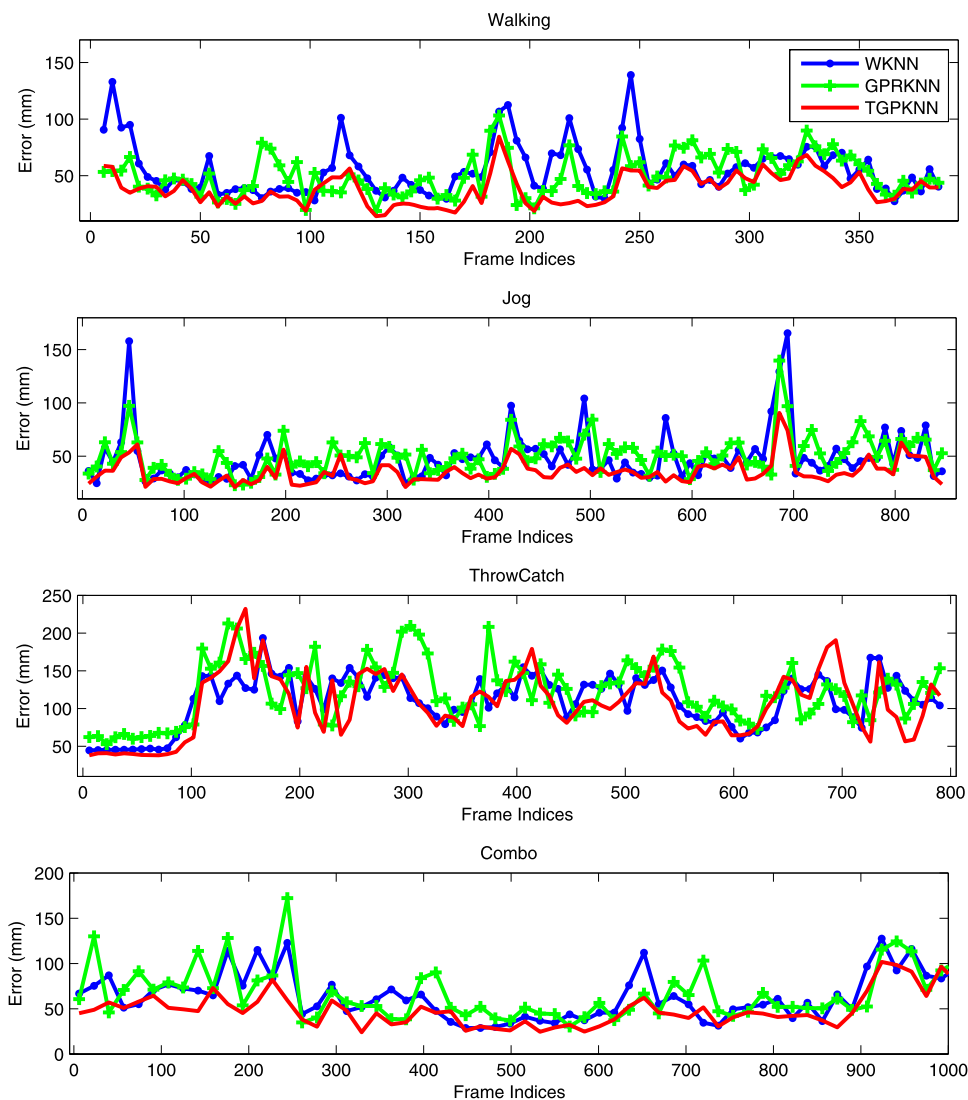 Walking
150
100
50
Error (mm)
WKNN
GPRKNN
TGPKNN
0 50 100 150 200 250 300 350
Frame Indices
Jog
150
100
50
Error (mm)
0 100 200 300 400 500 600 700 800
Frame Indices
ThrowCatch
250
200
150
100
50
Error (mm)
0 100 200 300 400 500 600 700 800
Frame Indices
Combo
200
150
100
50
0
Error (mm)
0 100 200 300 400 500 600 700 800 900 1000
Frame Indices